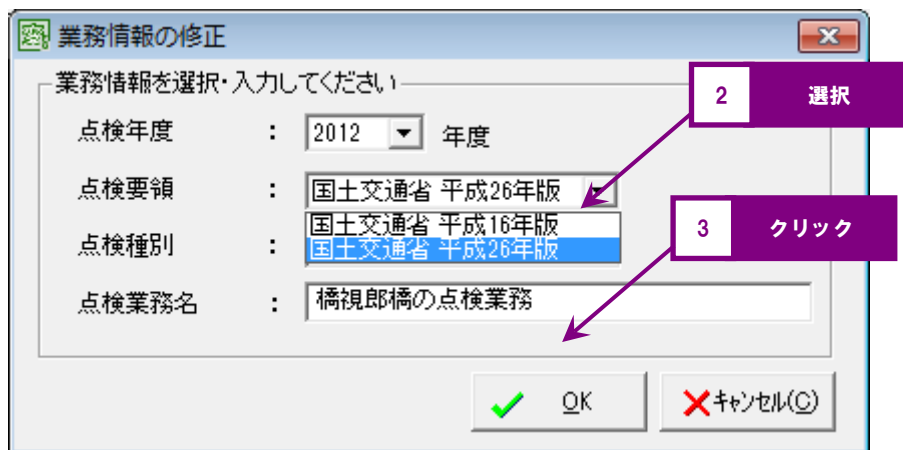 業務情報の修正
業務情報を選択・入力してください
2 選択
点検年度 : 2012 年度
点検要領 : 国土交通省 平成26年版
国土交通省 平成16年版
3 クリック
点検種別 : 国土交通省 平成26年版
点検業務名 : 橋視郎橋の点検業務
OK
キャンセル(C)